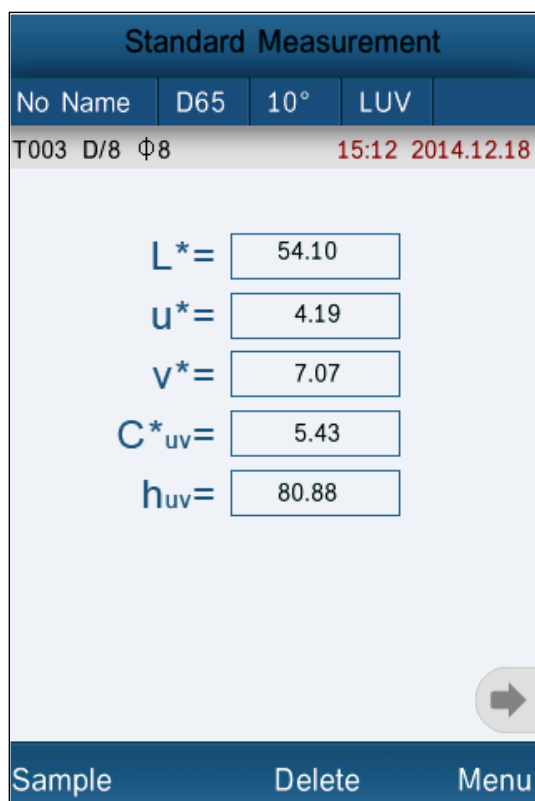 Standard Measurement
No Name D65 10° LUV
T003 D/8 Φ8 15:12 2014.12.18
L*= 54.10
u*= 4.19
v*= 7.07
C*uv= 5.43
huv= 80.88
Sample Delete Menu